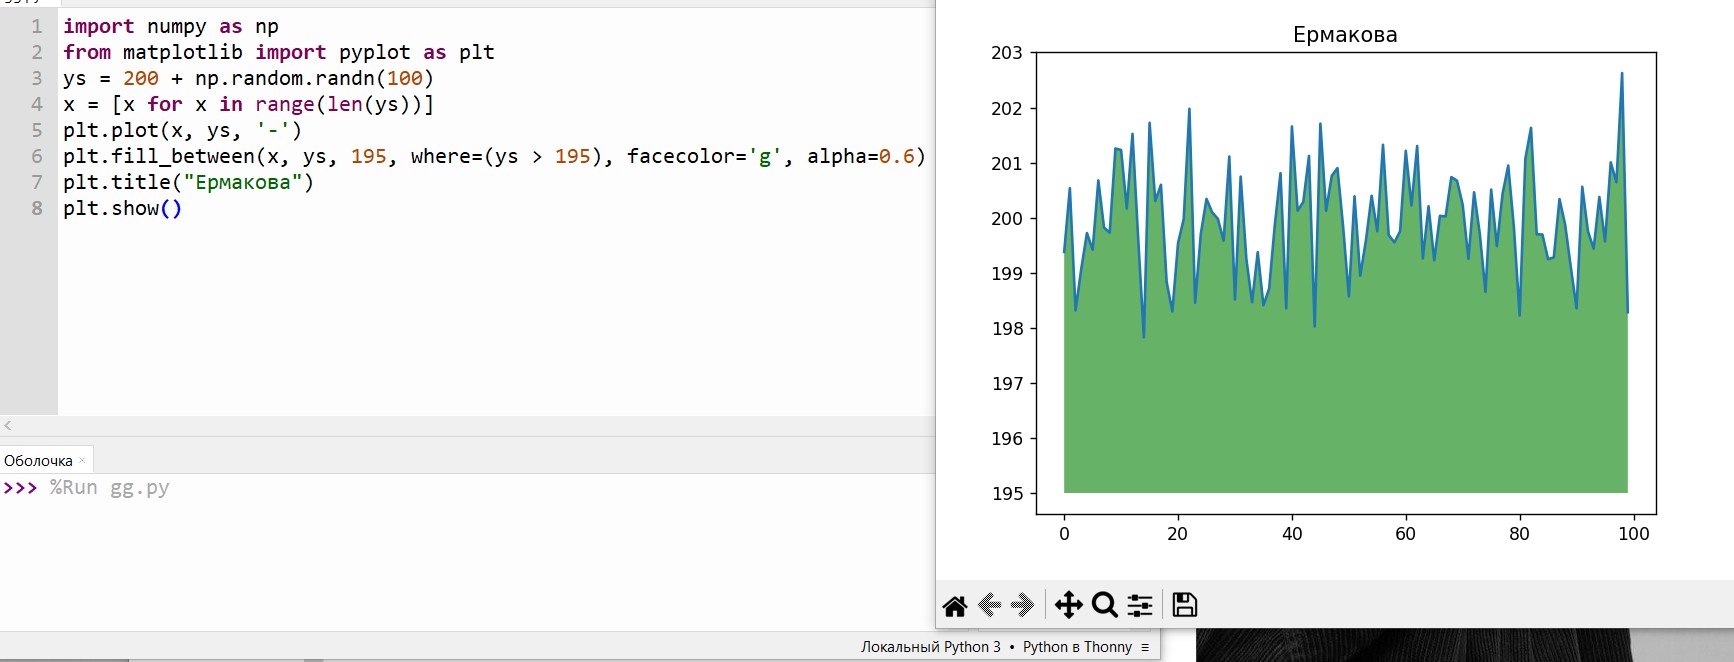 1 import numpy as np
2 from matplotlib import pyplot as plt
3 ys = 200 + np.random.randn(100)
4 x = [x for x in range(len(ys))]
5 plt.plot(x, ys, '-')
6 plt.fill_between(x, ys, 195, where=(ys > 195), facecolor='g', alpha=0.6)
7 plt.title("Ермакова")
8 plt.show()
Оболочка ×
>>> %Run gg.py
Ермакова
203
202
201
200
199
198
197
196
195
0 20 40 60 80 100
Локальный Python 3 • Python в Thonny ≡